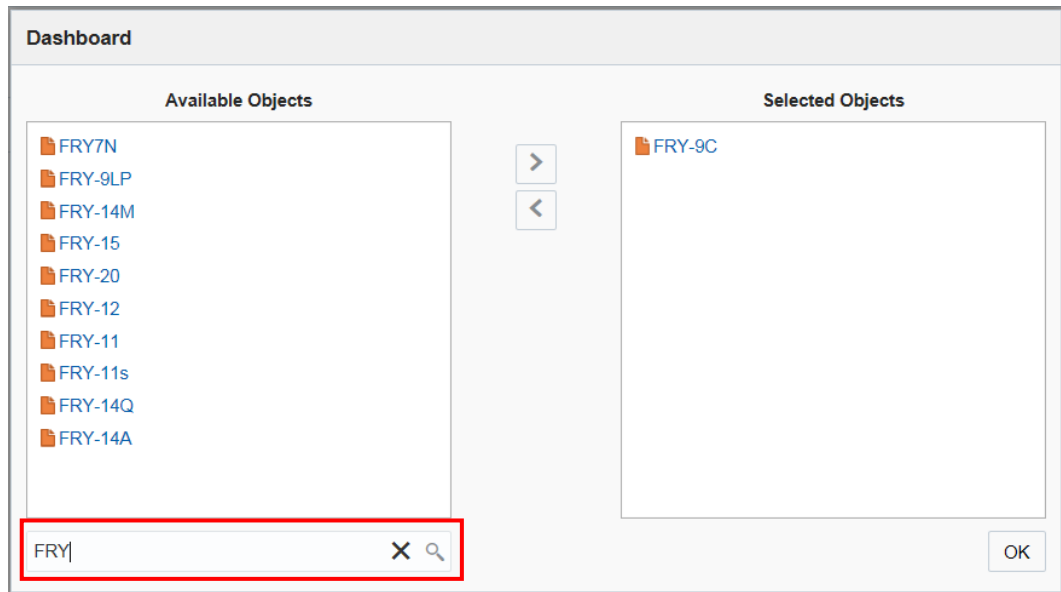 Dashboard
Available Objects
Selected Objects
FRY7N
FRY-9LP
FRY-14M
FRY-15
FRY-20
FRY-12
FRY-11
FRY-11s
FRY-14Q
FRY-14A
FRY-9C
>
<
FRY
OK